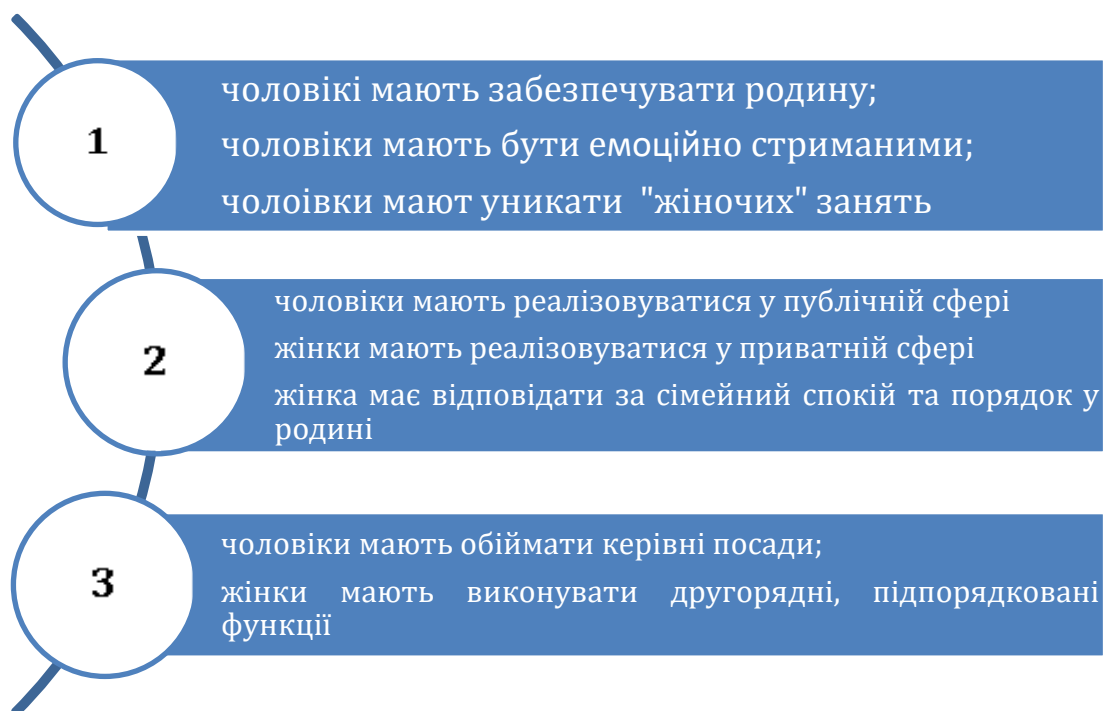 1
чоловікі мають забезпечувати родину;
чоловіки мають бути емоційно стриманими;
чолоівки мают уникати "жіночих" занять
2
чоловіки мають реалізовуватися у публічній сфері
жінки мають реалізовуватися у приватній сфері
жінка має відповідати за сімейний спокій та порядок у
родині
3
чоловіки мають обіймати керівні посади;
жінки мають виконувати другорядні, підпорядковані
функції